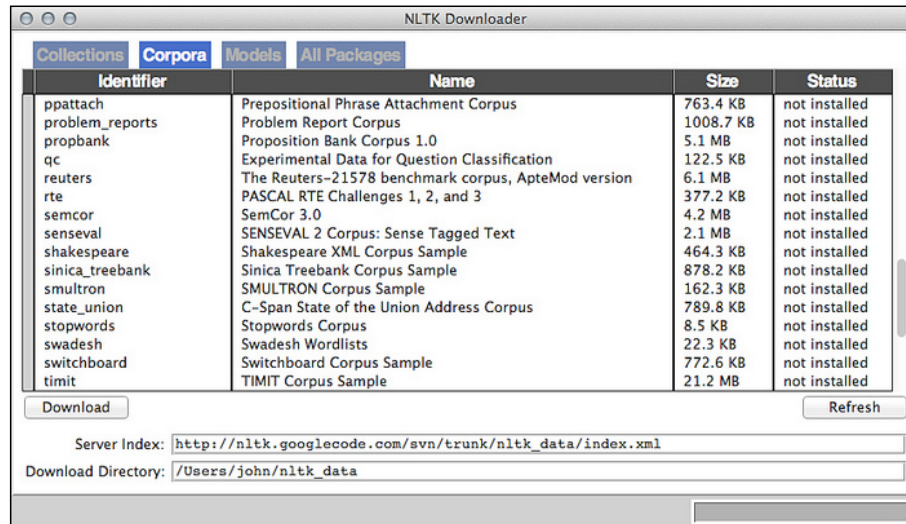 NLTK Downloader
Collections Corpora Models All Packages
Identifier Name Size Status
ppattach Prepositional Phrase Attachment Corpus 763.4 KB not installed
problem_reports Problem Report Corpus 1008.7 KB not installed
propbank Proposition Bank Corpus 1.0 5.1 MB not installed
qc Experimental Data for Question Classification 122.5 KB not installed
reuters The Reuters-21578 benchmark corpus, ApteMod version 6.1 MB not installed
rte PASCAL RTE Challenges 1, 2, and 3 377.2 KB not installed
semcor SemCor 3.0 4.2 MB not installed
senseval SENSEVAL 2 Corpus: Sense Tagged Text 2.1 MB not installed
shakespeare Shakespeare XML Corpus Sample 464.3 KB not installed
sinica_treebank Sinica Treebank Corpus Sample 878.2 KB not installed
smultron SMULTRON Corpus Sample 162.3 KB not installed
state_union C-Span State of the Union Address Corpus 789.8 KB not installed
stopwords Stopwords Corpus 8.5 KB not installed
swadesh Swadesh Wordlists 22.3 KB not installed
switchboard Switchboard Corpus Sample 772.6 KB not installed
timit TIMIT Corpus Sample 21.2 MB not installed
Download Refresh
Server Index: http://nltk.googlecode.com/svn/trunk/nltk_data/index.xml
Download Directory: /Users/john/nltk_data